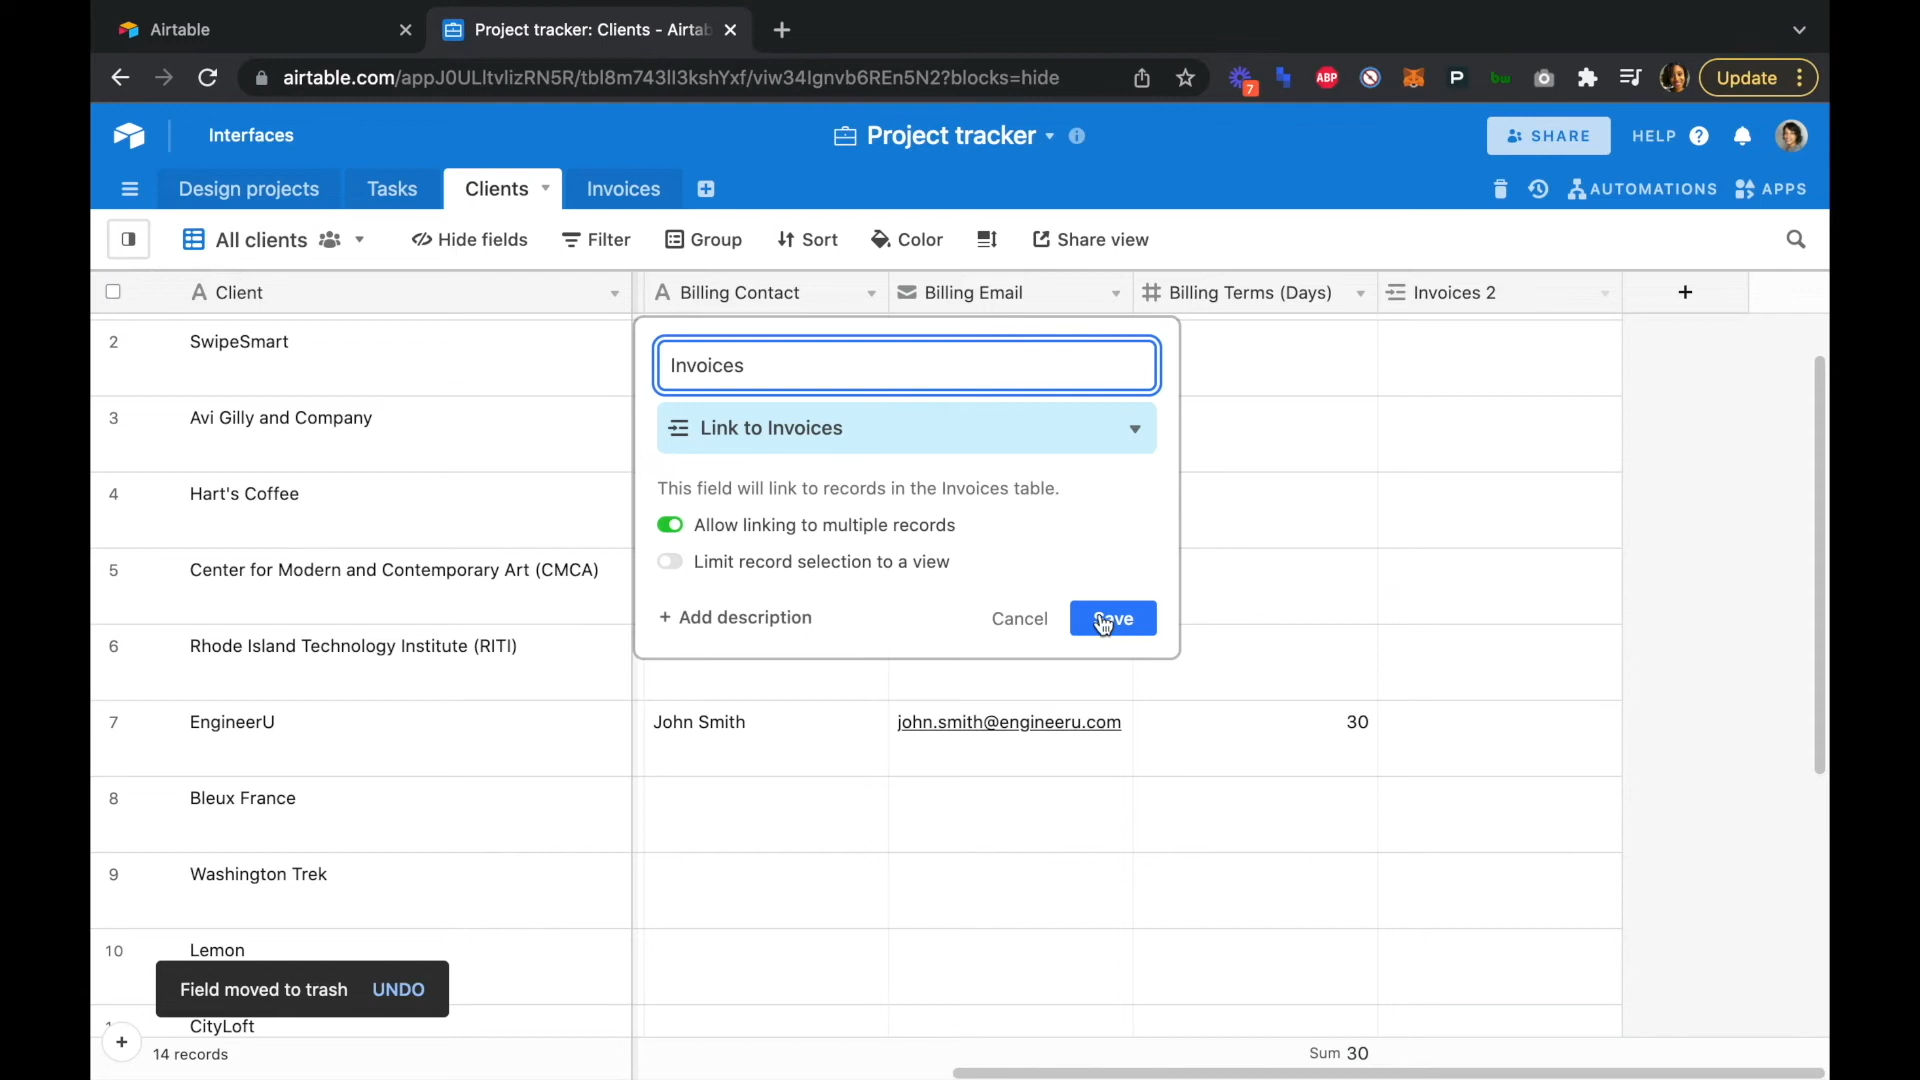 Airtable
Project tracker: Clients - Airtab
airtable.com/appJ0ULltvlizRN5R/tbl8m743lI3kshYxf/viw34Ignvb6REn5N2?blocks=hide
7
ABP
P
bw
Update
Interfaces
Project tracker
SHARE
HELP
Design projects
Tasks
Clients
Invoices
AUTOMATIONS
APPS
All clients
Hide fields
Filter
Group
Sort
Color
Share view
Client
Billing Contact
Billing Email
Billing Terms (Days)
Invoices 2
2 SwipeSmart
3 Avi Gilly and Company
4 Hart's Coffee
5 Center for Modern and Contemporary Art (CMCA)
6 Rhode Island Technology Institute (RITI)
7 EngineerU John Smith john.smith@engineeru.com 30
8 Bleux France
9 Washington Trek
10 Lemon
CityLoft
Invoices
Link to Invoices
This field will link to records in the Invoices table.
Allow linking to multiple records
Limit record selection to a view
+ Add description
Cancel
Save
Field moved to trash UNDO
14 records
Sum 30